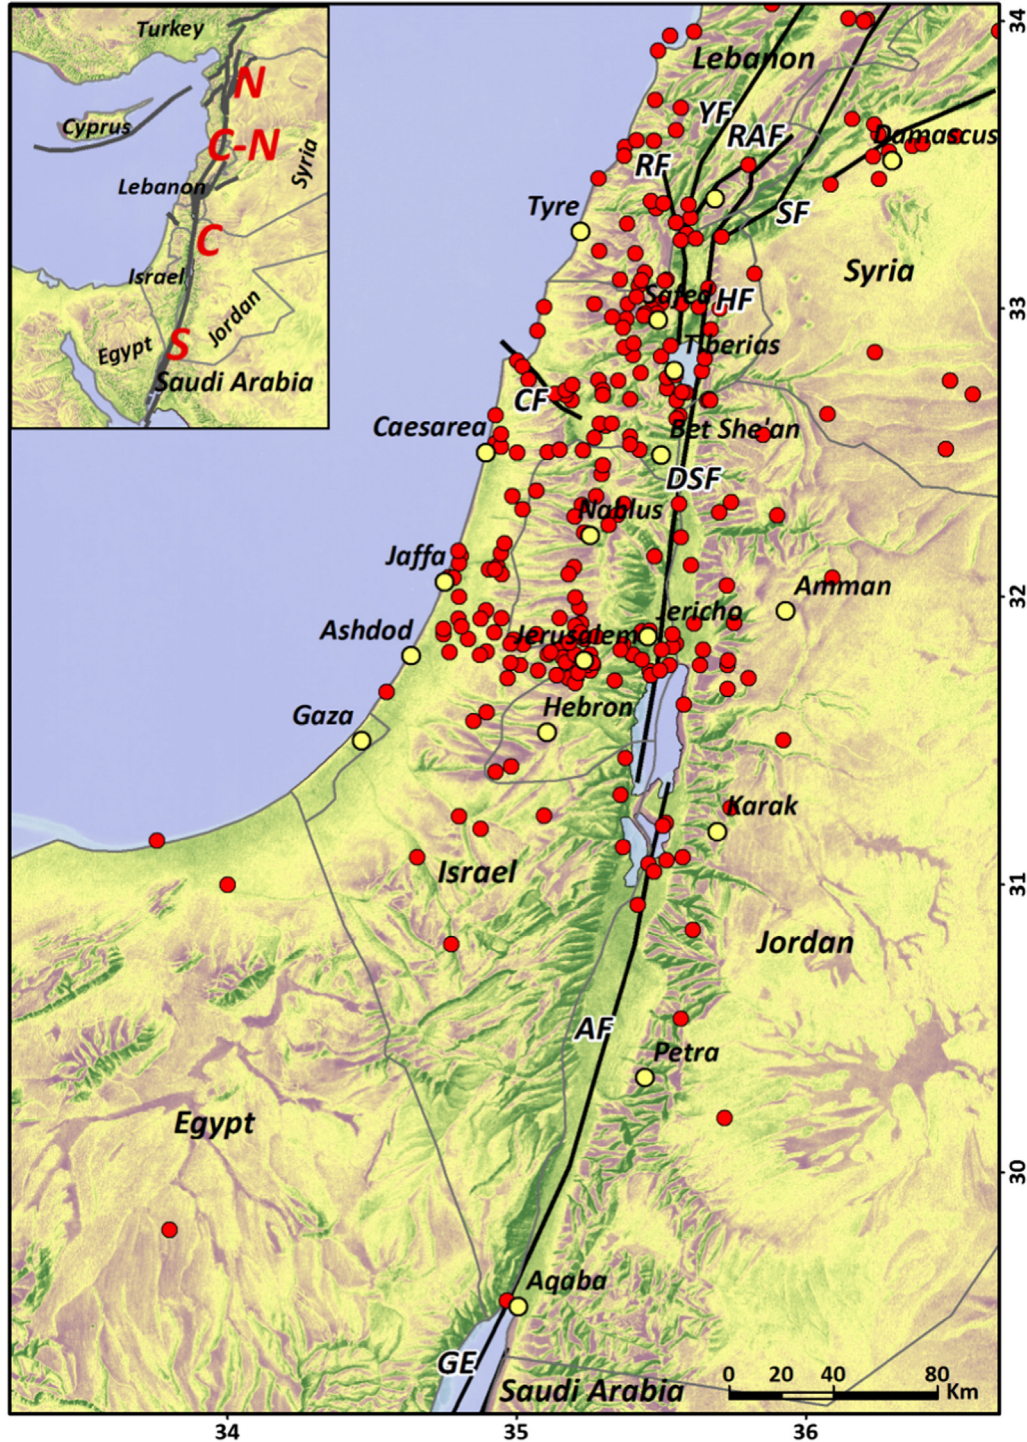 Turkey
N
Cyprus
C-N
Syria
Lebanon
C
Israel
Jordan
Egypt
S
Saudi Arabia
34
Lebanon
YF
RAF
Damascus
RF
Tyre
SF
Syria
Safed
HF
33
Tiberias
CF
Caesarea
Bet She'an
DSF
Nablus
Jaffa
Amman
32
Jericho
Ashdod
Jerusalem
Hebron
Gaza
Karak
Israel
31
Jordan
AF
Petra
Egypt
30
Aqaba
GE
Saudi Arabia
0 20 40 80 Km
34 35 36